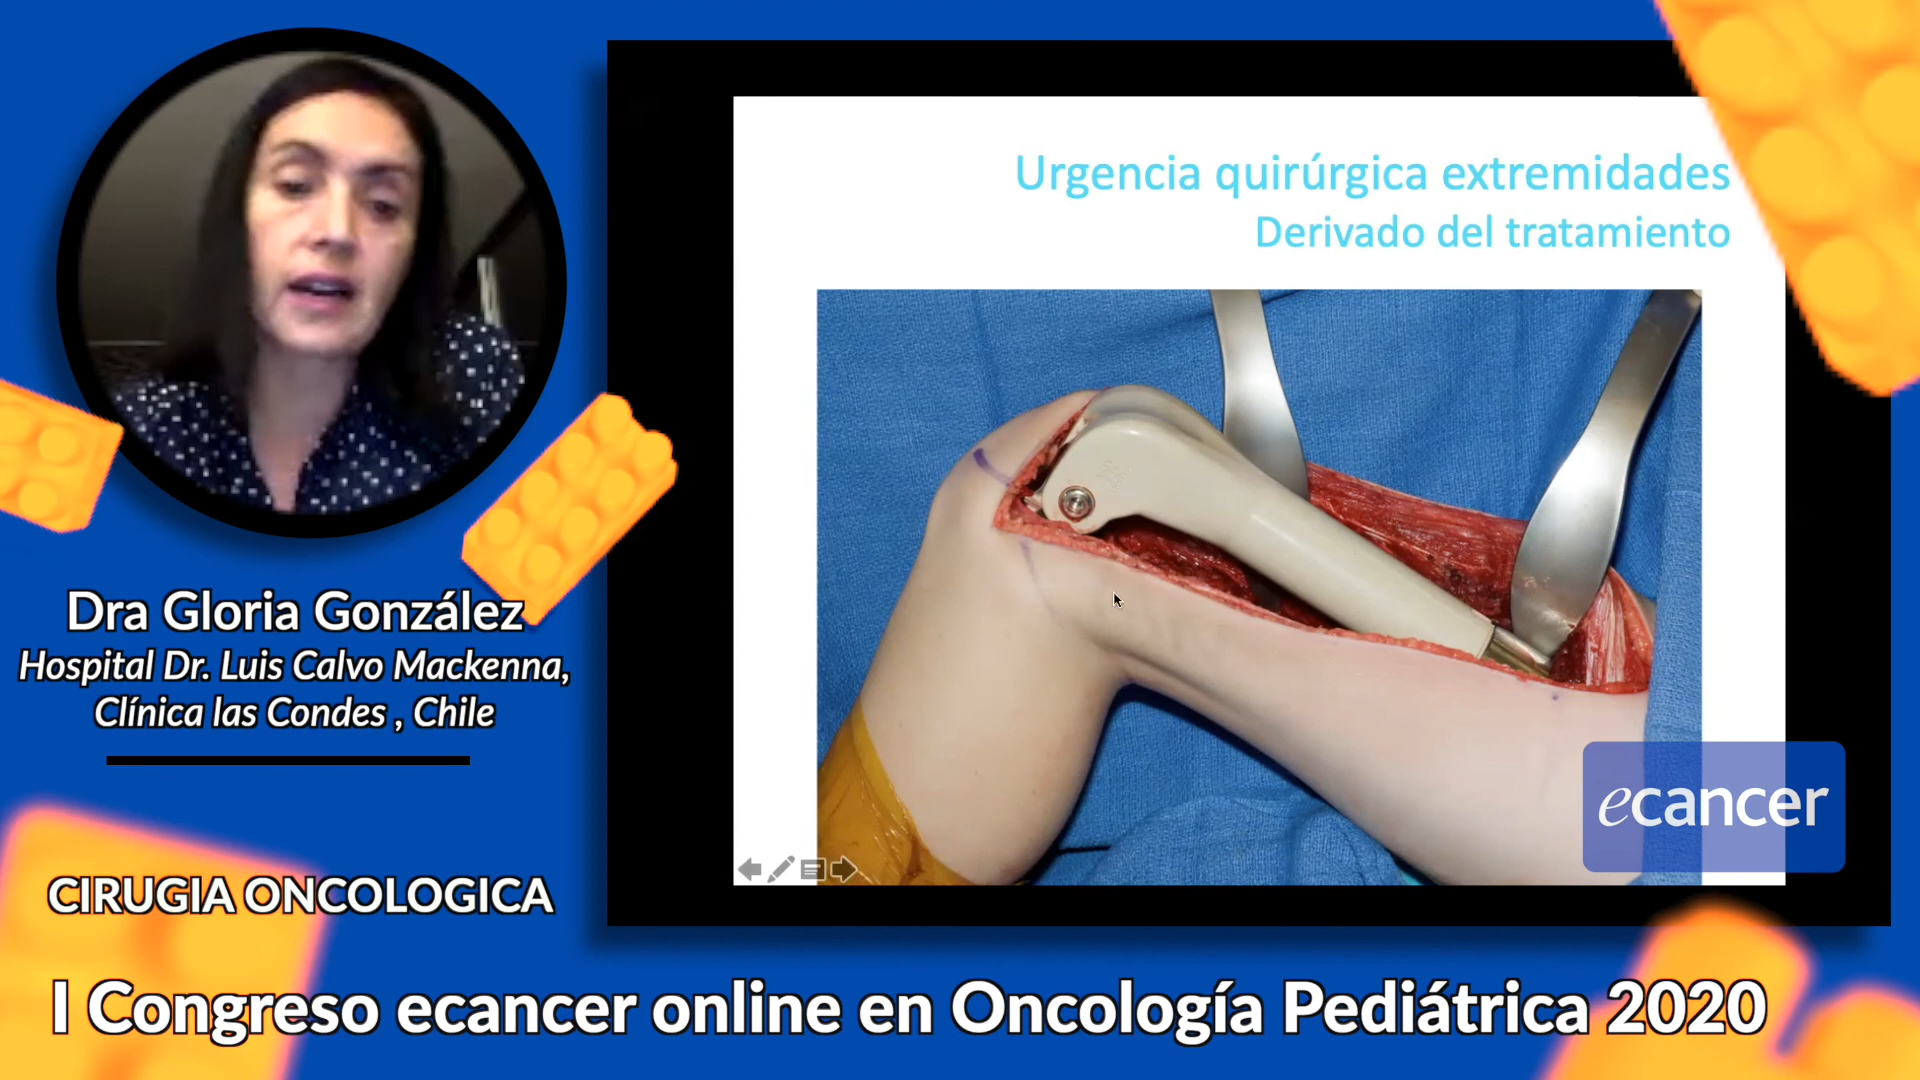 Urgencia quirúrgica extremidades
Derivado del tratamiento
Dra Gloria González
Hospital Dr. Luis Calvo Mackenna,
Clínica las Condes , Chile
ecancer
CIRUGIA ONCOLOGICA
I Congreso ecancer online en Oncología Pediátrica 2020